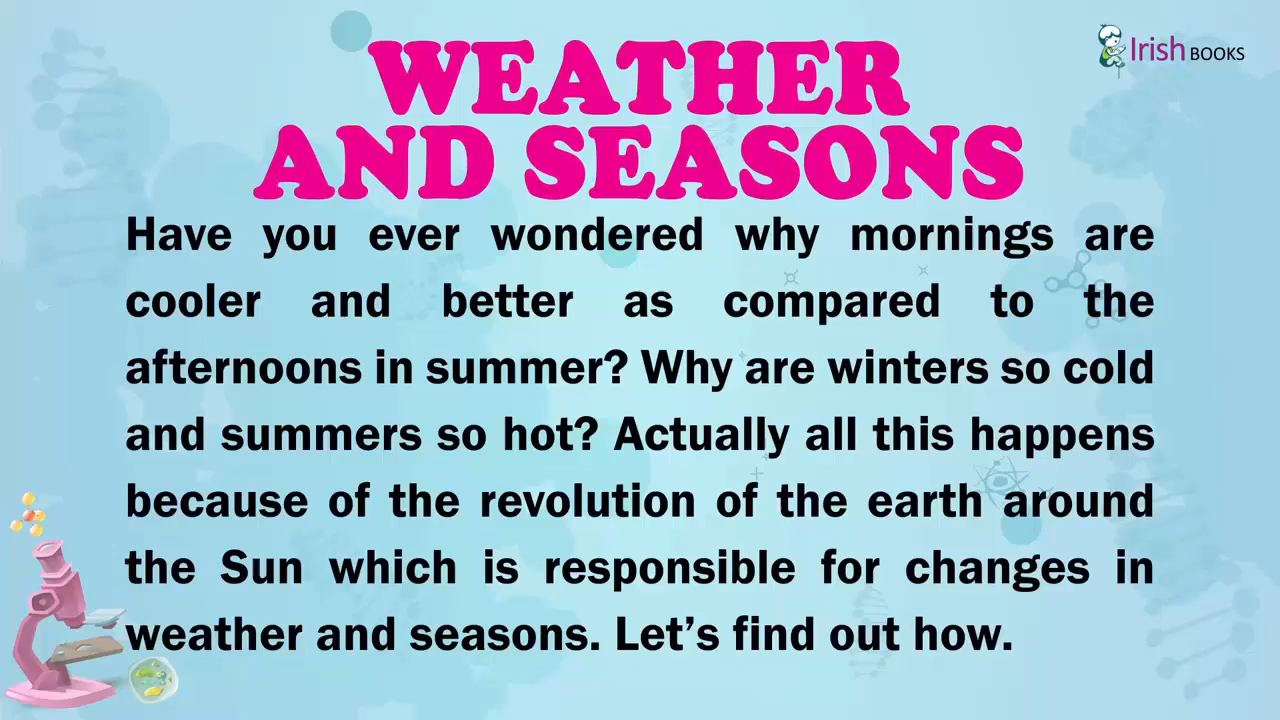 Irish BOOKS
WEATHER
AND SEASONS
Have you ever wondered why mornings are
cooler and better as compared to the
afternoons in summer? Why are winters so cold
and summers so hot? Actually all this happens
because of the revolution of the earth around
the Sun which is responsible for changes in
weather and seasons. Let’s find out how.